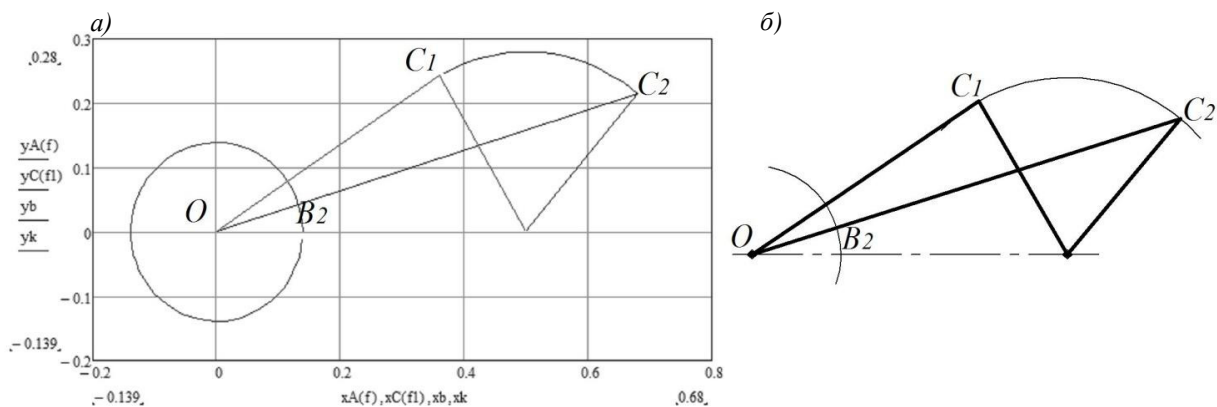 а)
0.3
0.28
0.2
yA(f)
0.1
yC(f1)
yb
0
yk
−0.1
−0.139
−0.2
−0.2
0
0.2
0.4
0.6
0.8
−0.139
xA(f),xC(f1),xb,xk
0.68
C1
C2
O
B2
б)
C1
C2
O
B2